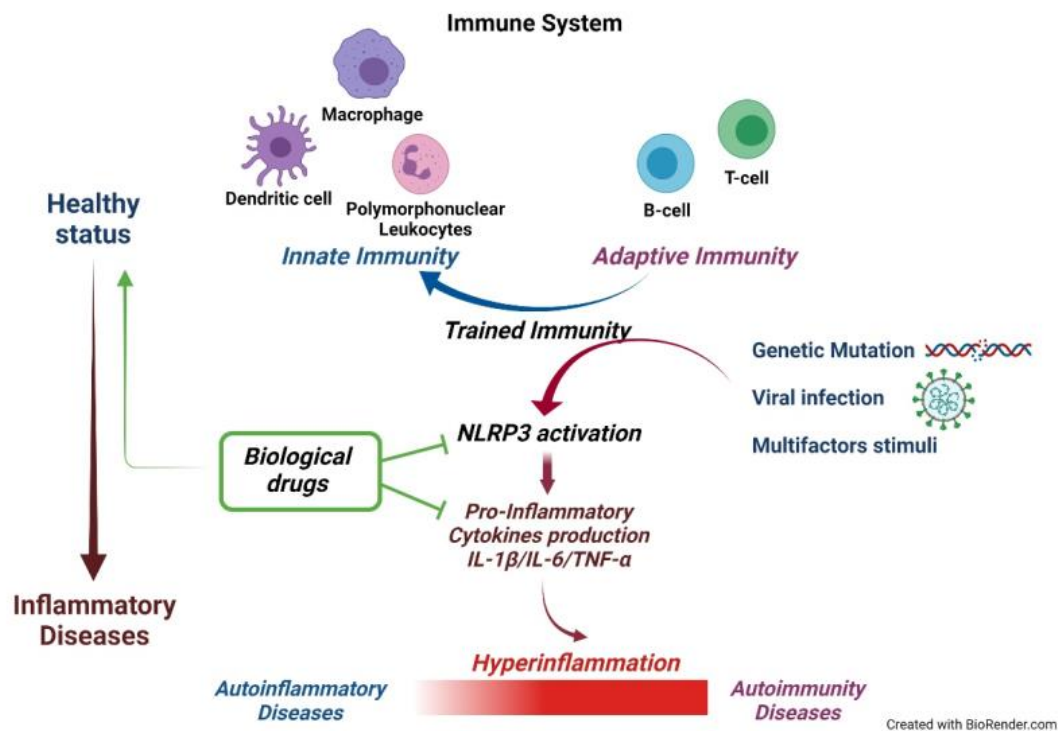 Immune System
Macrophage
Dendritic cell
Polymorphonuclear
Leukocytes
T-cell
B-cell
Healthy
status
Innate Immunity
Adaptive Immunity
Trained Immunity
Genetic Mutation
Viral infection
Multifactors stimuli
NLRP3 activation
Biological
drugs
Pro-Inflammatory
Cytokines production
IL-1β/IL-6/TNF-α
Inflammatory
Diseases
Hyperinflammation
Autoinflammatory
Diseases
Autoimmunity
Diseases
Created with BioRender.com